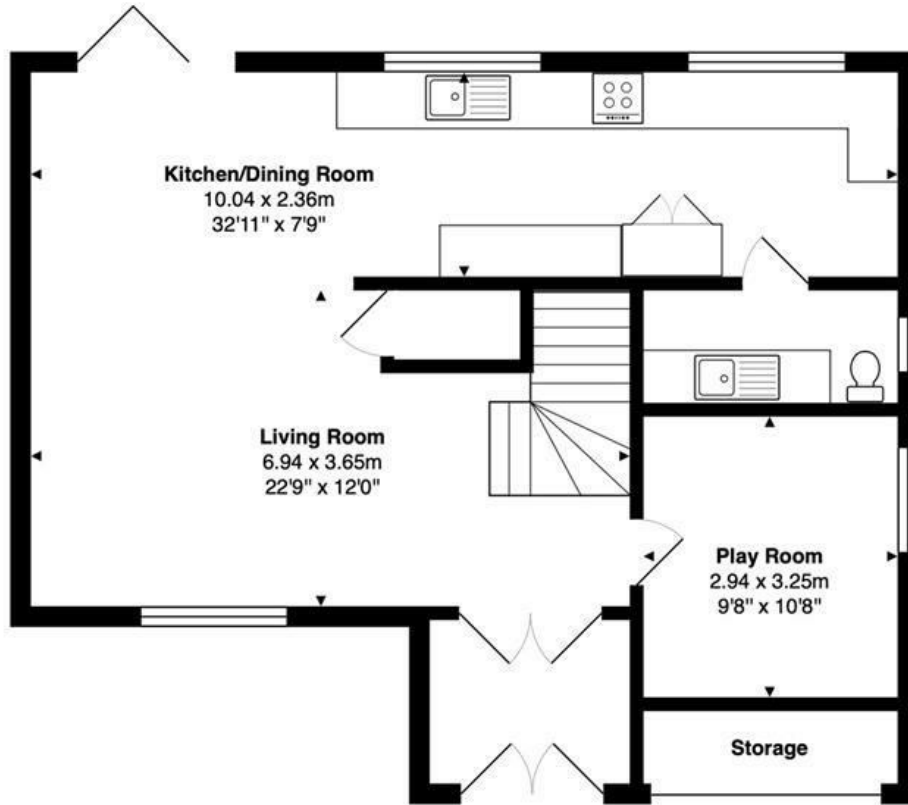 Kitchen/Dining Room
10.04 x 2.36m
32'11" x 7'9"
Living Room
6.94 x 3.65m
22'9" x 12'0"
Play Room
2.94 x 3.25m
9'8" x 10'8"
Storage